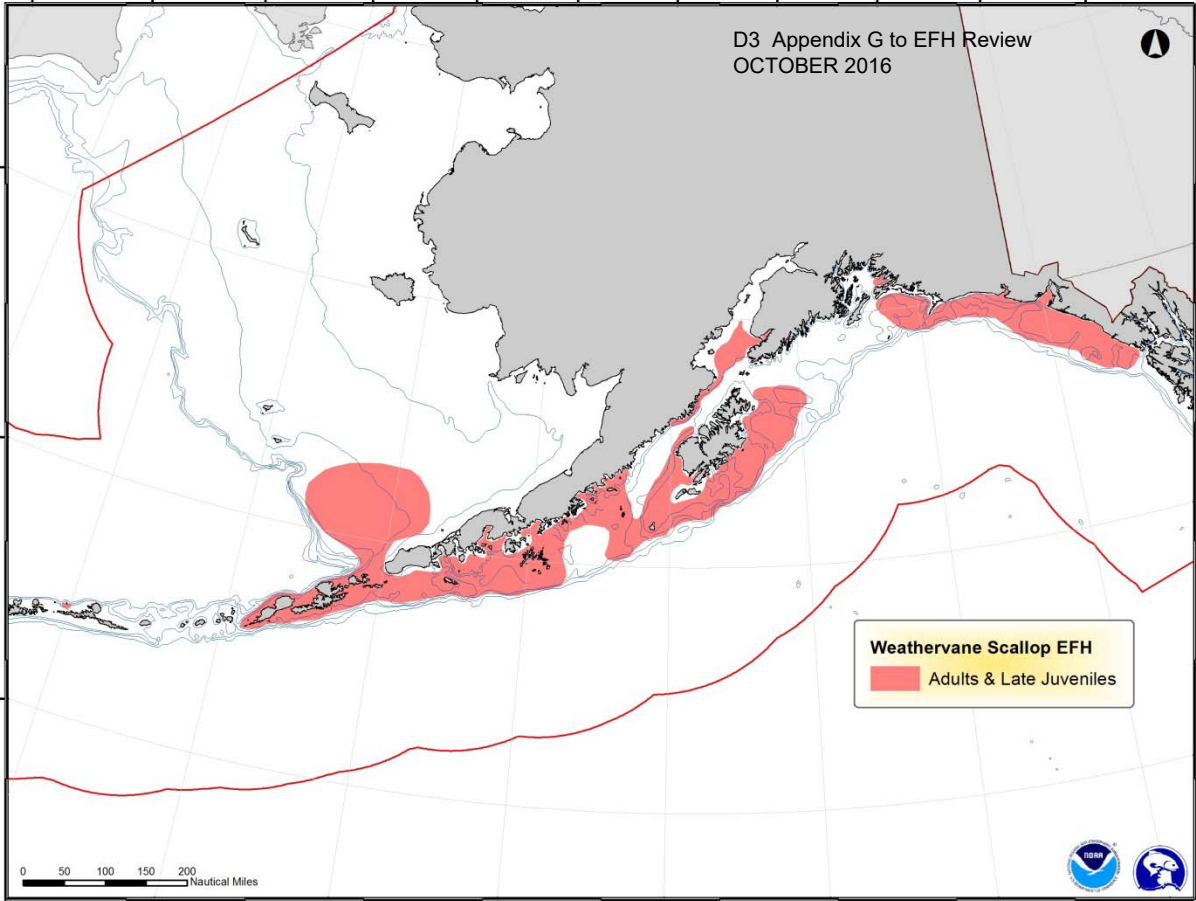 D3 Appendix G to EFH Review
OCTOBER 2016
Weathervane Scallop EFH
Adults & Late Juveniles
0 50 100 150 200
Nautical Miles
NOAA